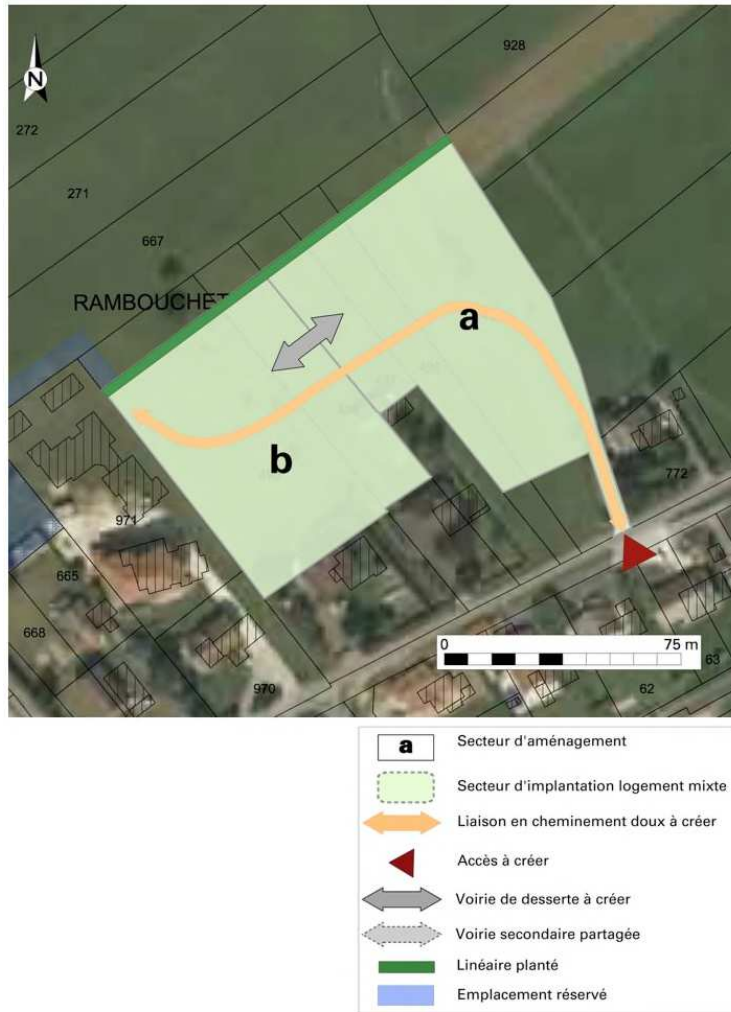 N
928
272
271
667
RAMBOUCHET
a
b
971
772
665
668
970
0 75 m
63
62
a Secteur d'aménagement
Secteur d'implantation logement mixte
Liaison en cheminement doux à créer
Accès à créer
Voirie de desserte à créer
Voirie secondaire partagée
Linéaire planté
Emplacement réservé